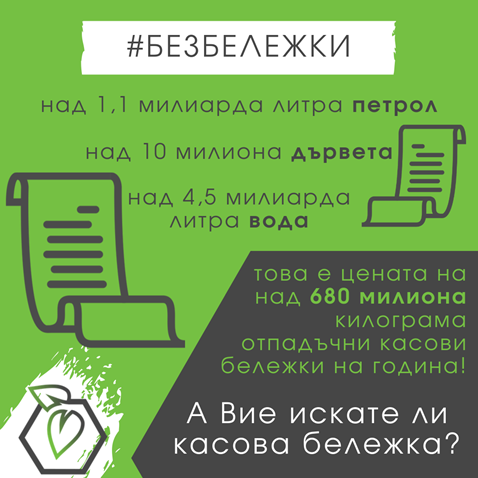 #БЕЗБЕЛЕЖКИ
над 1,1 милиарда литра петрол
над 10 милиона дървета
над 4,5 милиарда
литра вода
това е цената на
над 680 милиона
килограма
отпадъчни касови
бележки на година!
А Вие искате ли
касова бележка?